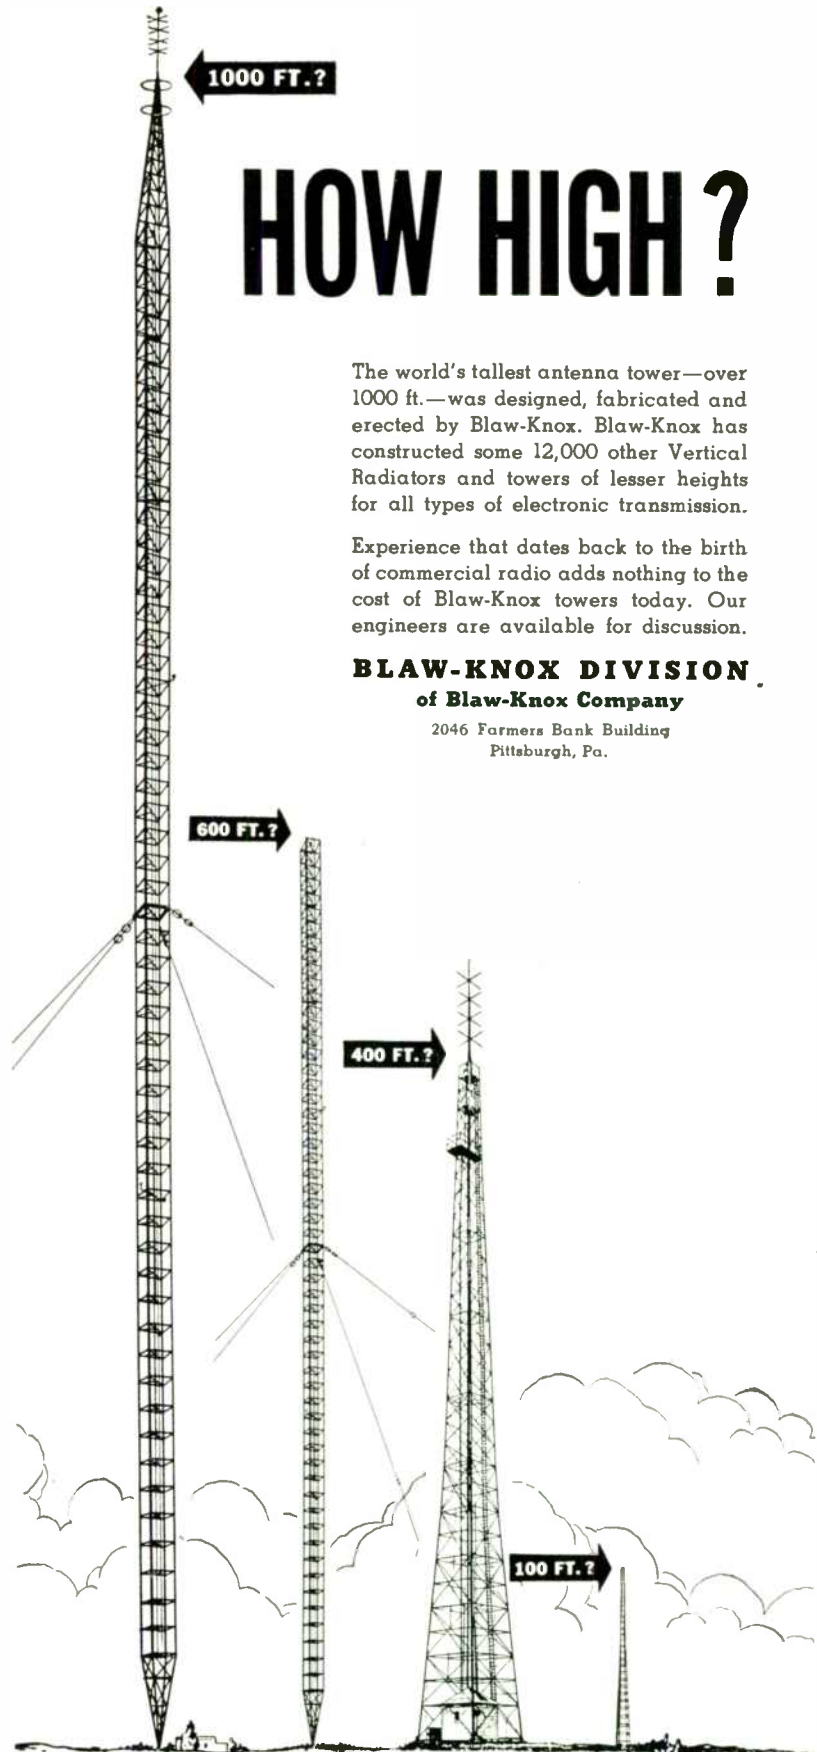 1000 FT.?
HOW HIGH?
The world's tallest antenna tower—over
1000 ft.—was designed, fabricated and
erected by Blaw-Knox. Blaw-Knox has
constructed some 12,000 other Vertical
Radiators and towers of lesser heights
for all types of electronic transmission.
Experience that dates back to the birth
of commercial radio adds nothing to the
cost of Blaw-Knox towers today. Our
engineers are available for discussion.
BLAW-KNOX DIVISION
of Blaw-Knox Company
2046 Farmers Bank Building
Pittsburgh, Pa.
600 FT.?
400 FT.?
100 FT.?